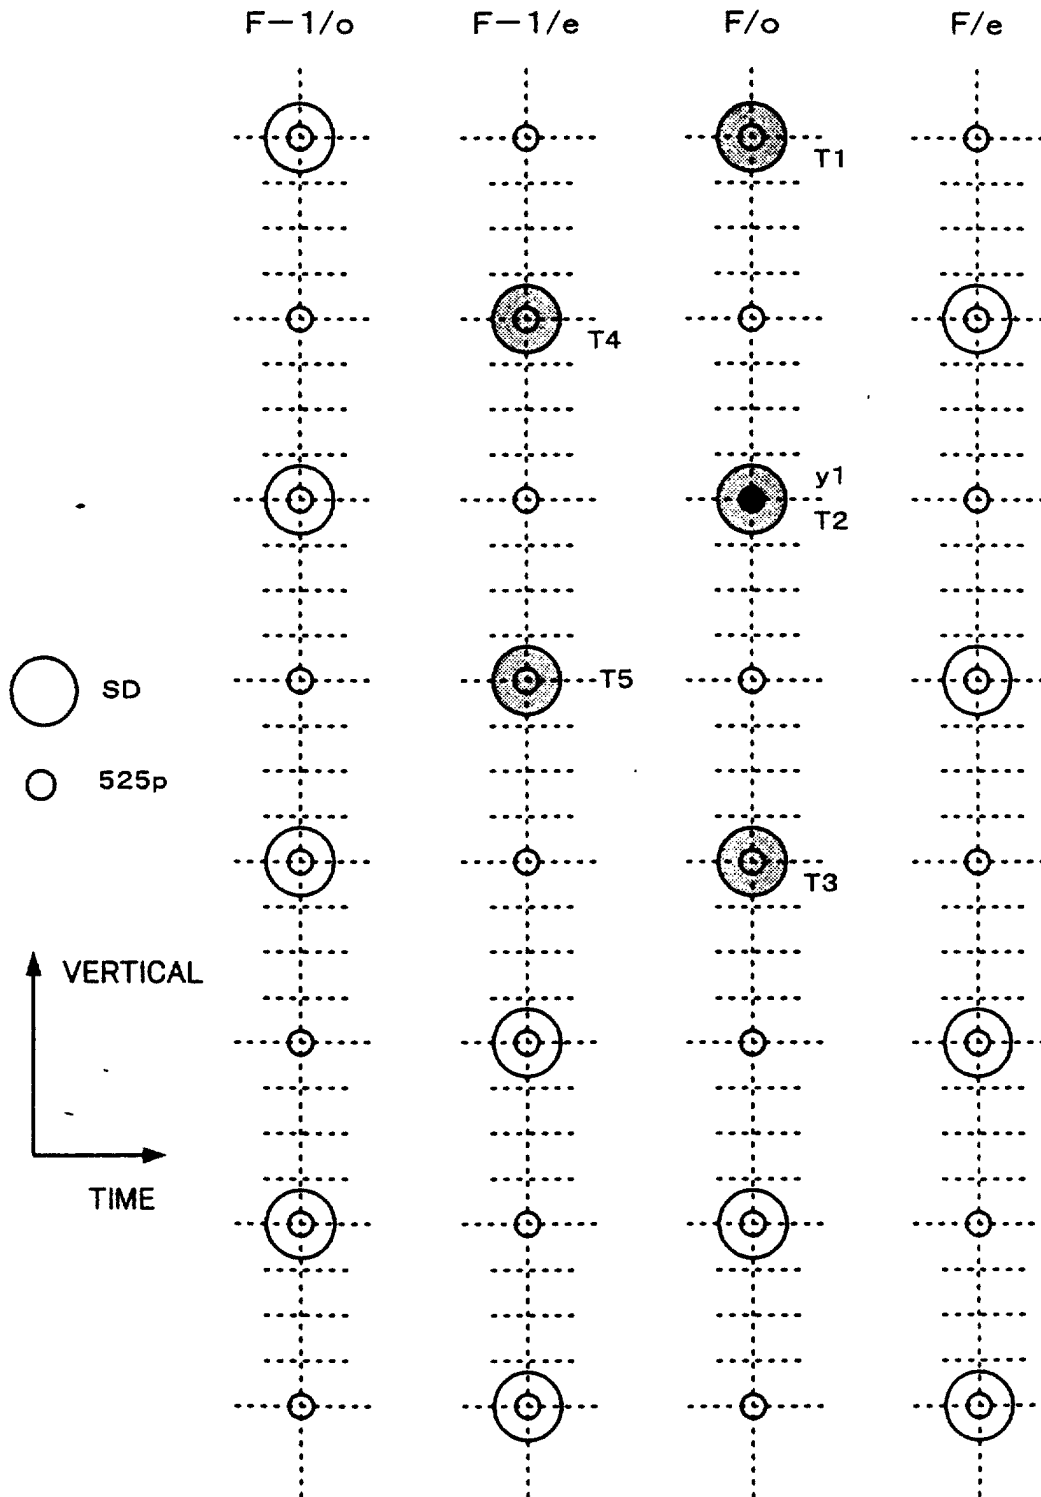 F-1/o F-1/e F/o F/e
T1
T4
y1
T2
T5
SD
525p
T3
VERTICAL
TIME